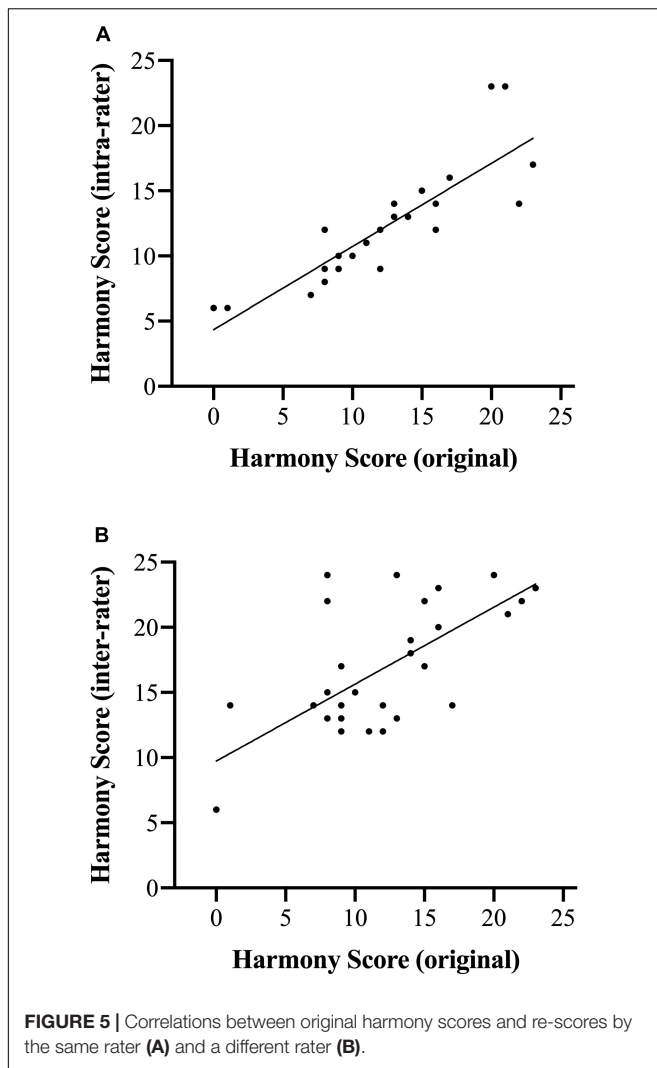 A
25
20
15
10
5
0
Harmony Score (intra-rater)
0 5 10 15 20 25
Harmony Score (original)
B
25
20
15
10
5
0
Harmony Score (inter-rater)
0 5 10 15 20 25
Harmony Score (original)
FIGURE 5 | Correlations between original harmony scores and re-scores by
the same rater (A) and a different rater (B).